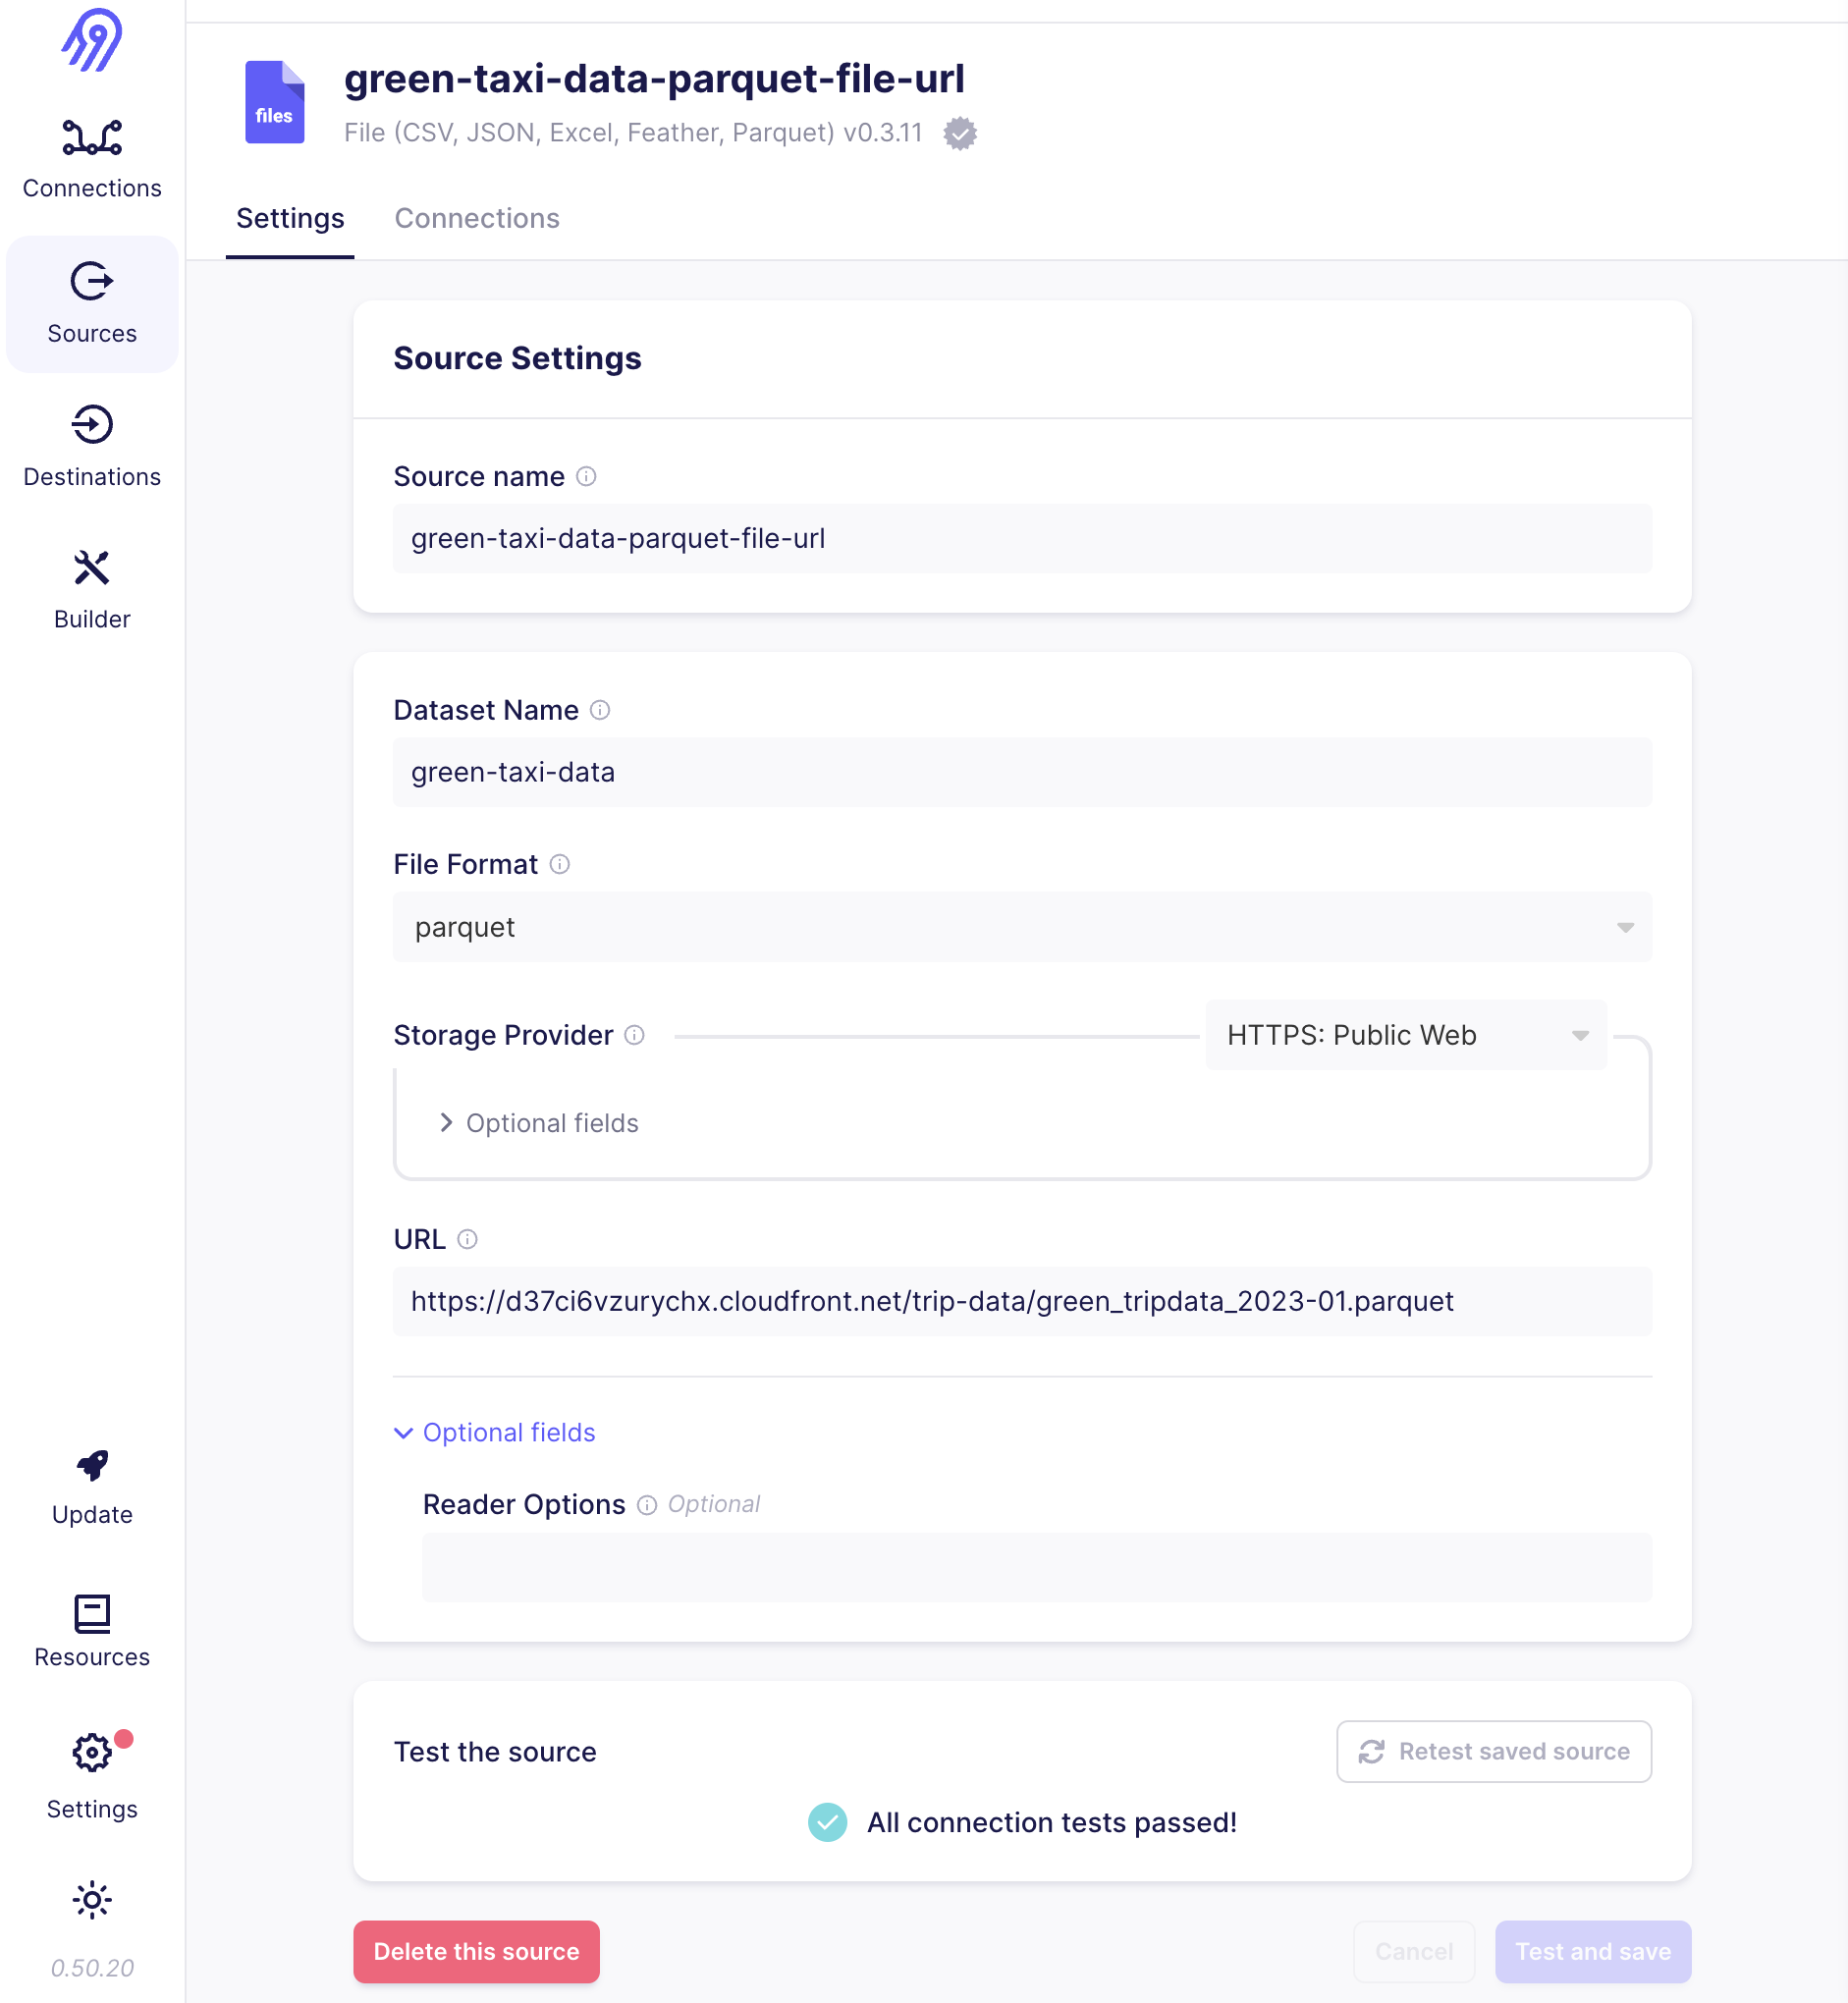 Connections
Sources
Destinations
Builder
Update
Resources
Settings
0.50.20
files
green-taxi-data-parquet-file-url
File (CSV, JSON, Excel, Feather, Parquet) v0.3.11
Settings Connections
Source Settings
Source name
green-taxi-data-parquet-file-url
Dataset Name
green-taxi-data
File Format
parquet
Storage Provider HTTPS: Public Web
Optional fields
URL
https://d37ci6vzurychx.cloudfront.net/trip-data/green_tripdata_2023-01.parquet
Optional fields
Reader Options Optional
Test the source Retest saved source
All connection tests passed!
Delete this source Cancel Test and save